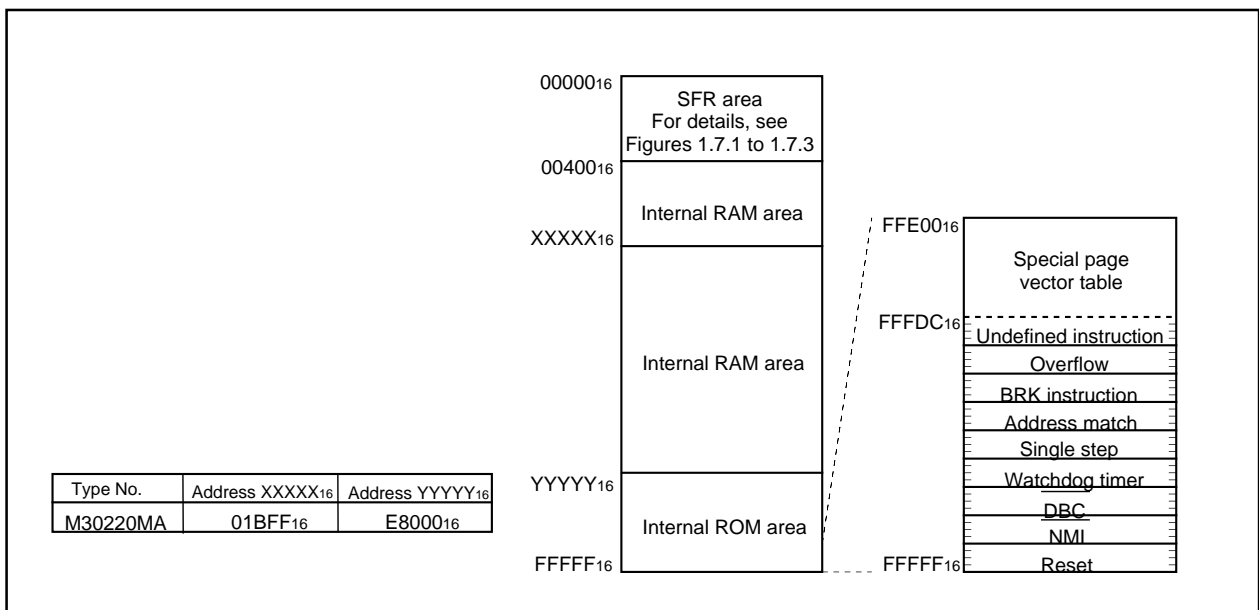 0000016
SFR area
For details, see
Figures 1.7.1 to 1.7.3
0040016
Internal RAM area
XXXXX16
Internal RAM area
YYYYY16
Internal ROM area
FFFFF16
FFE0016
Special page
vector table
FFFDC16
Undefined instruction
Overflow
BRK instruction
Address match
Single step
Watchdog timer
DBC
NMI
Reset
FFFFF16
Type No. Address XXXXX16 Address YYYYY16
M30220MA 01BFF16 E800016